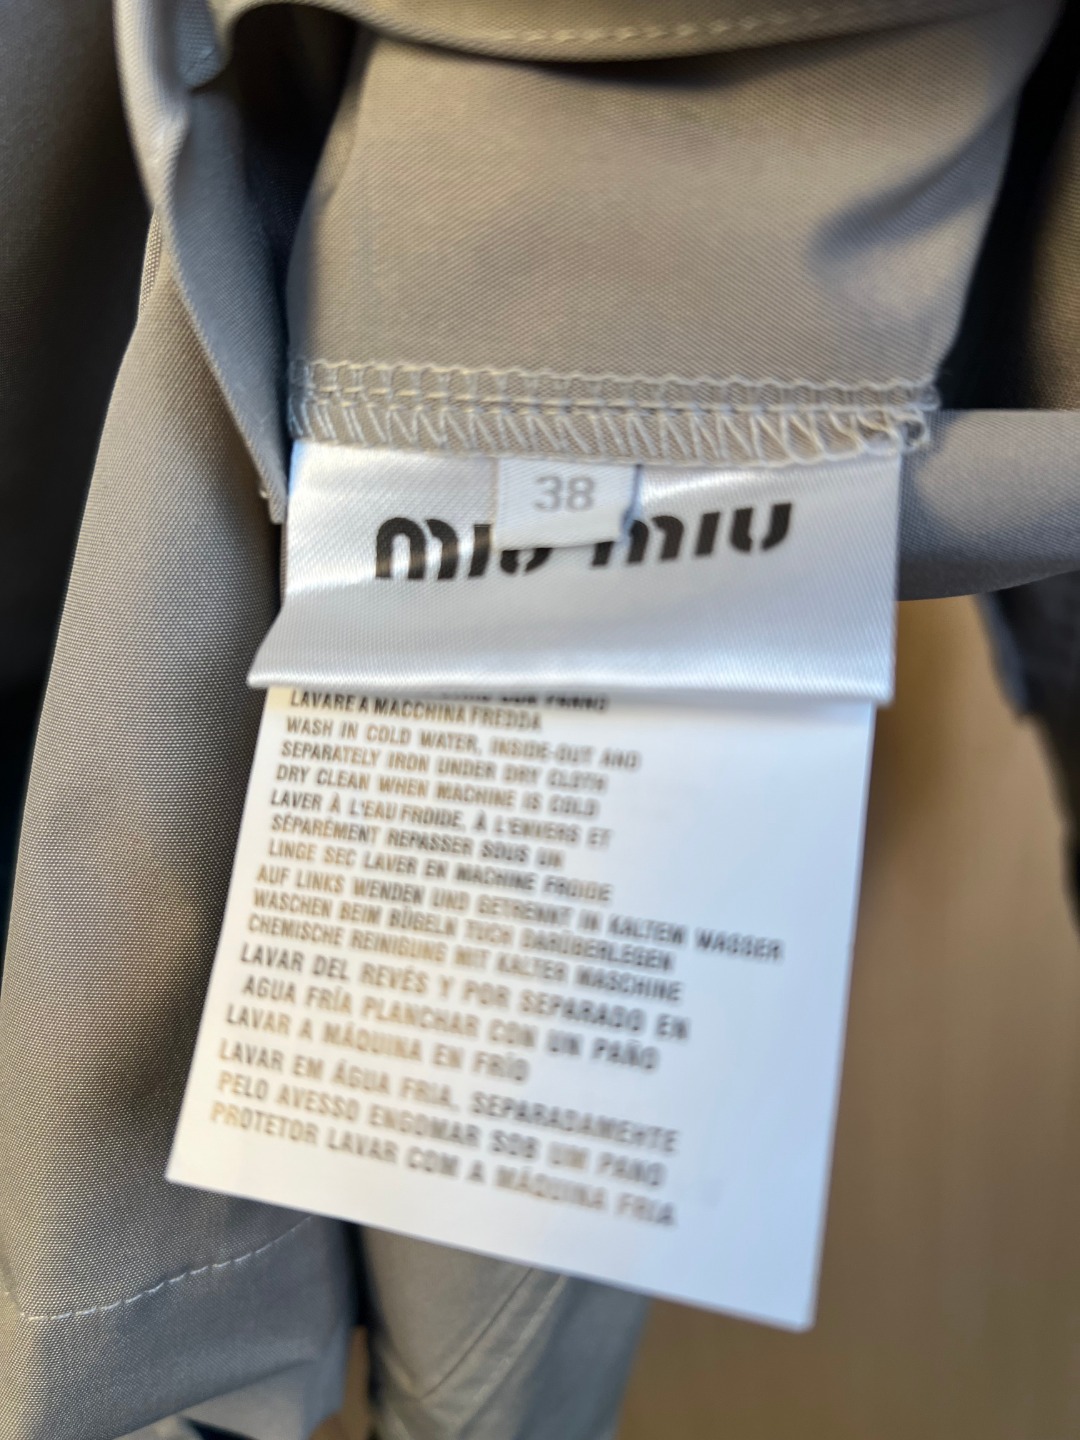 38
miu miu
LAVARE A MACCHINA FREDDA
WASH IN COLD WATER, INSIDE-OUT AND
SEPARATELY IRON UNDER DRY CLOTH
DRY CLEAN WHEN MACHINE IS COLD
LAVER À L'EAU FROIDE, À L'ENVERS ET
SÉPARÉMENT REPASSER SOUS UN
LINGE SEC LAVER EN MACHINE FROIDE
AUF LINKS WENDEN UND GETRENNT IN KALTEM WASSER
WASCHEN BEIM BÜGELN TUCH DARÜBERLEGEN
CHEMISCHE REINIGUNG MIT KALTER MASCHINE
LAVAR DEL REVÉS Y POR SEPARADO EN
AGUA FRÍA PLANCHAR CON UN PAÑO
LAVAR A MÁQUINA EN FRÍO
LAVAR EM ÁGUA FRIA, SEPARADAMENTE
PELO AVESSO ENGOMAR SOB UM PANO
PROTETOR LAVAR COM A MÁQUINA FRIA